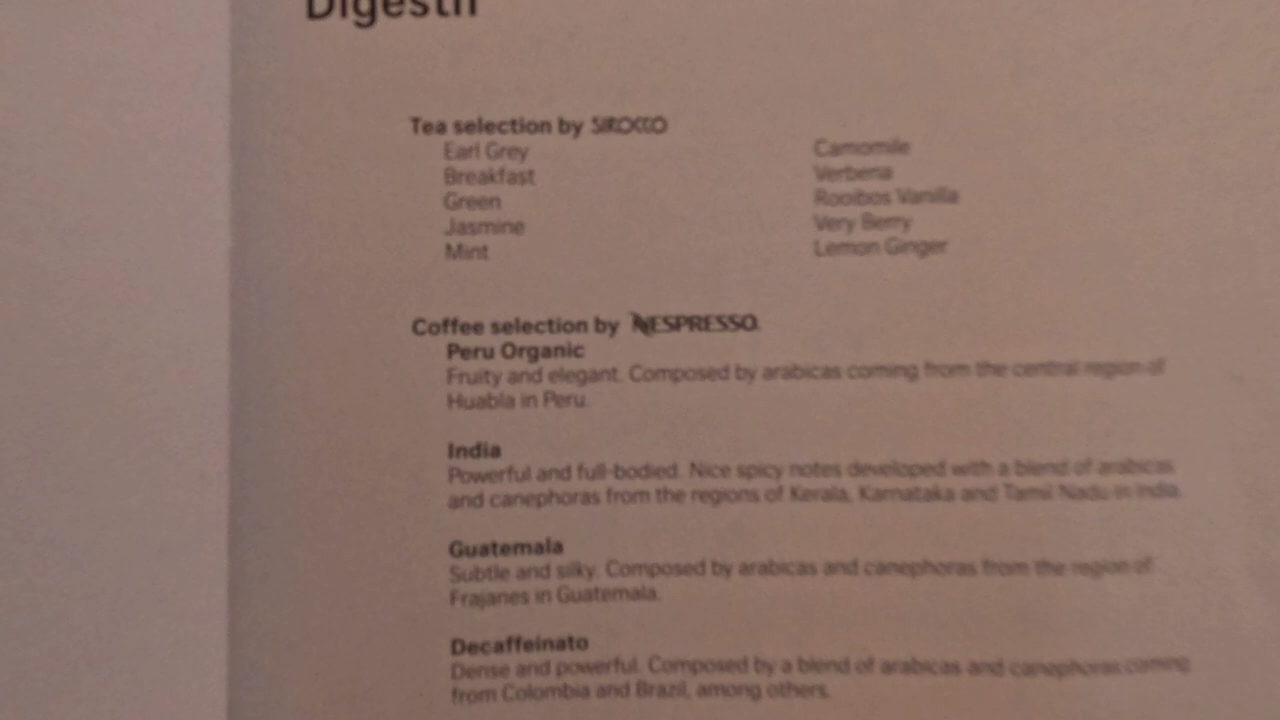 Digestif
Tea selection by SIROCCO
Earl Grey
Breakfast
Green
Jasmine
Mint
Camomile
Verbena
Rooibos Vanilla
Very Berry
Lemon Ginger
Coffee selection by NESPRESSO.
Peru Organic
Fruity and elegant. Composed by arabicas coming from the central region of
Huabla in Peru.
India
Powerful and full-bodied. Nice spicy notes developed with a blend of arabicas
and canephoras from the regions of Kerala, Karnataka and Tamil Nadu in India.
Guatemala
Subtle and silky. Composed by arabicas and canephoras from the region of
Frajanes in Guatemala.
Decaffeinato
Dense and powerful. Composed by a blend of arabicas and canephoras coming
from Colombia and Brazil, among others.